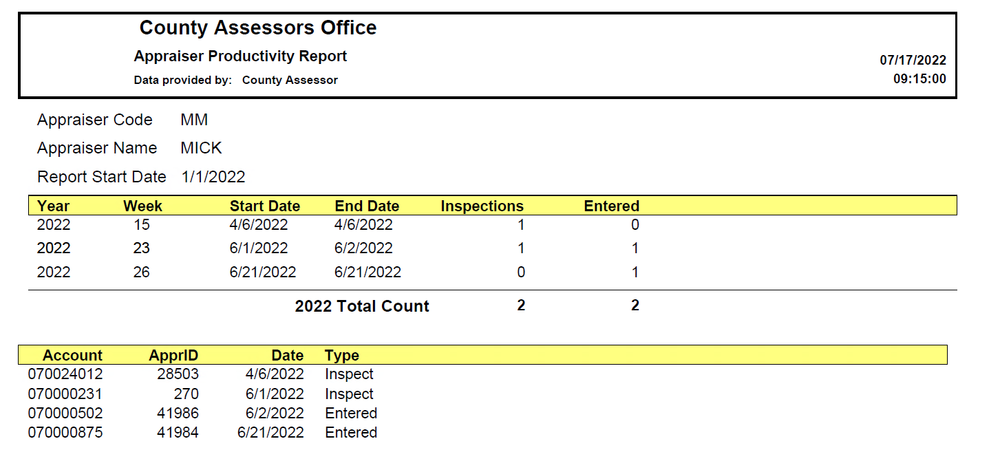 County Assessors Office
Appraiser Productivity Report
07/17/2022
Data provided by: County Assessor
09:15:00
Appraiser Code MM
Appraiser Name MICK
Report Start Date 1/1/2022
Year Week Start Date End Date Inspections Entered
2022 15 4/6/2022 4/6/2022 1 0
2022 23 6/1/2022 6/2/2022 1 1
2022 26 6/21/2022 6/21/2022 0 1
2022 Total Count 2 2
Account ApprID Date Type
070024012 28503 4/6/2022 Inspect
070000231 270 6/1/2022 Inspect
070000502 41986 6/2/2022 Entered
070000875 41984 6/21/2022 Entered